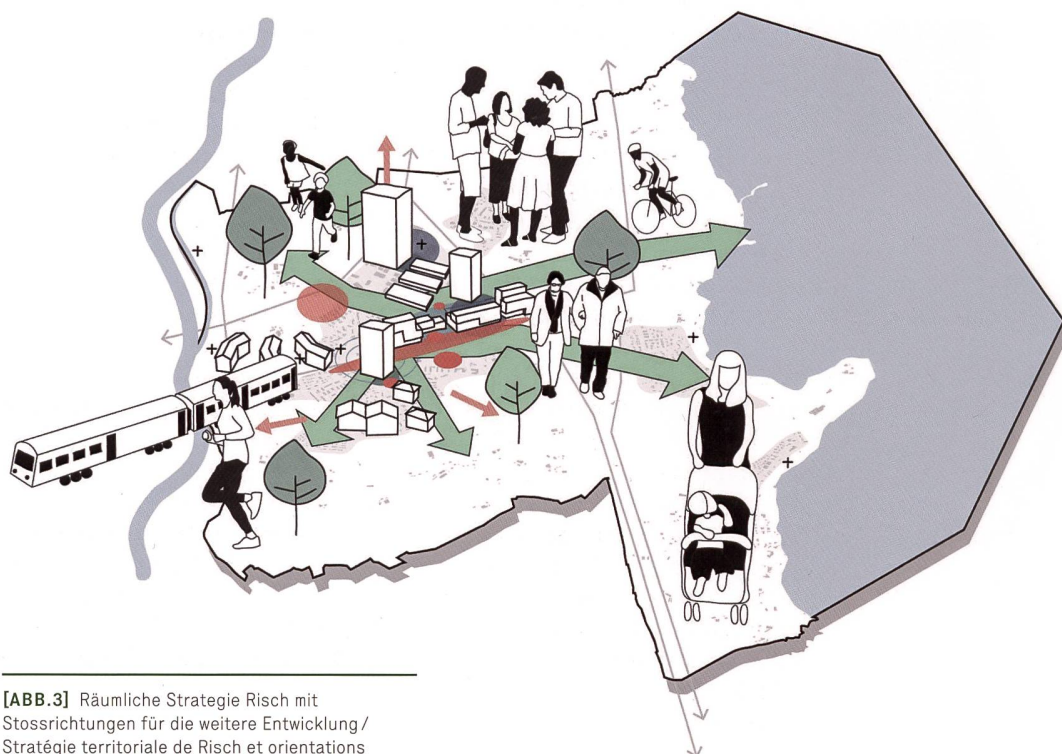 [ABB.3] Räumliche Strategie Risch mit
Stossrichtungen für die weitere Entwicklung /
Stratégie territoriale de Risch et orientations